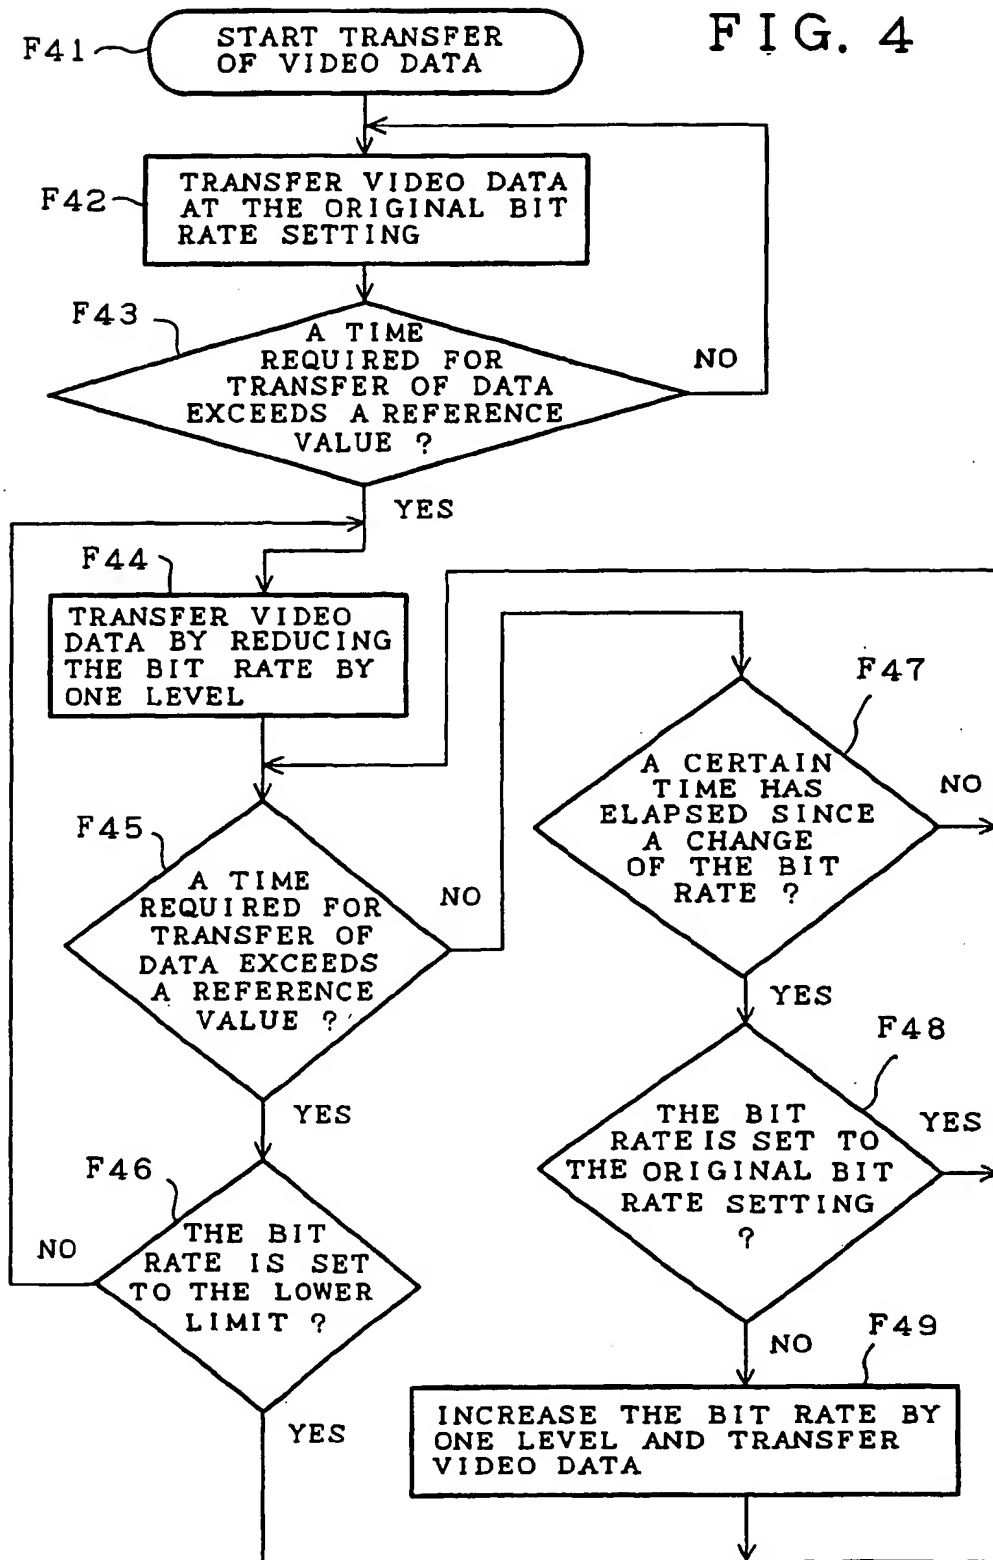 FIG. 4
F41
START TRANSFER
OF VIDEO DATA
F42
TRANSFER VIDEO DATA
AT THE ORIGINAL BIT
RATE SETTING
F43
A TIME
REQUIRED FOR
TRANSFER OF DATA
EXCEEDS A REFERENCE
VALUE ?
NO
YES
F44
TRANSFER VIDEO
DATA BY REDUCING
THE BIT RATE BY
ONE LEVEL
F45
A TIME
REQUIRED FOR
TRANSFER OF
DATA EXCEEDS
A REFERENCE
VALUE ?
NO
YES
F46
THE BIT
RATE IS SET
TO THE LOWER
LIMIT ?
NO
YES
F47
A CERTAIN
TIME HAS
ELAPSED SINCE
A CHANGE
OF THE BIT
RATE ?
NO
YES
F48
THE BIT
RATE IS SET TO
THE ORIGINAL BIT
RATE SETTING
?
YES
NO
F49
INCREASE THE BIT RATE BY
ONE LEVEL AND TRANSFER
VIDEO DATA